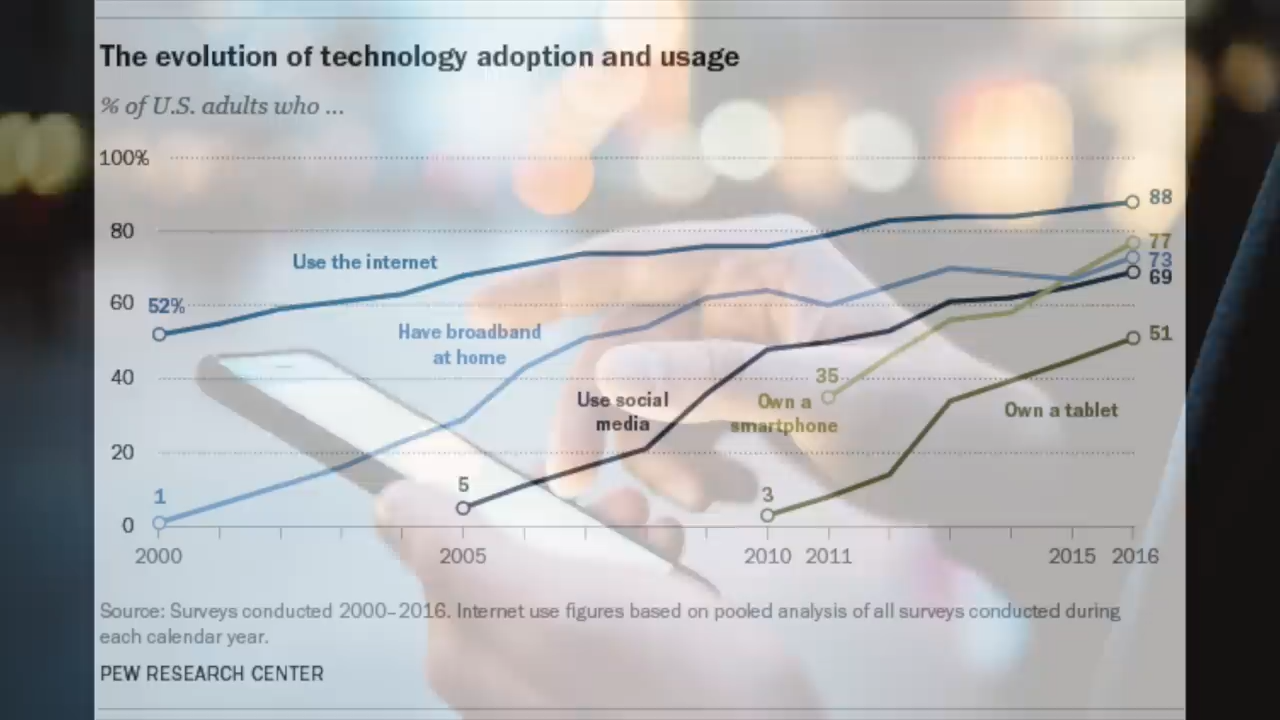 The evolution of technology adoption and usage
% of U.S. adults who ...
100%
88
80
77
Use the internet
73
69
60
52%
Have broadband
at home
51
40
35
Use social
media
Own a
smartphone
Own a tablet
20
5
3
1
0
2000
2005
2010
2011
2015
2016
Source: Surveys conducted 2000–2016. Internet use figures based on pooled analysis of all surveys conducted during
each calendar year.
PEW RESEARCH CENTER